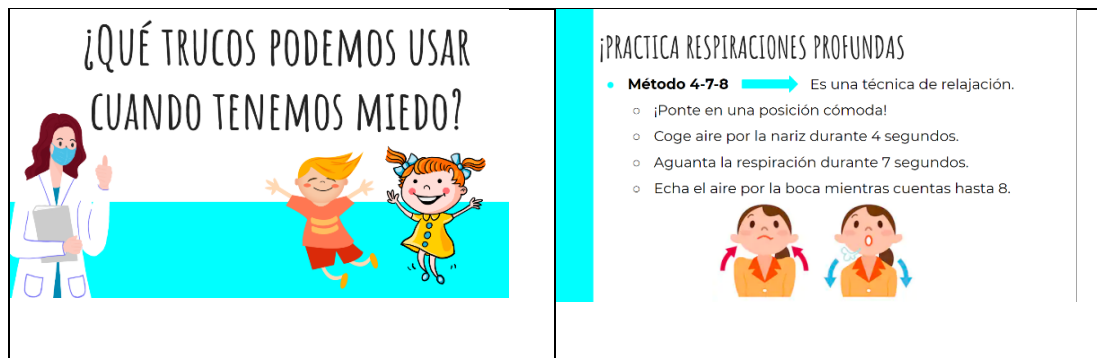 ¿QUÉ TRUCOS PODEMOS USAR
CUANDO TENEMOS MIEDO?
¡PRACTICA RESPIRACIONES PROFUNDAS
Método 4-7-8 Es una técnica de relajación.
¡Ponte en una posición cómoda!
Coge aire por la nariz durante 4 segundos.
Aguanta la respiración durante 7 segundos.
Echa el aire por la boca mientras cuentas hasta 8.